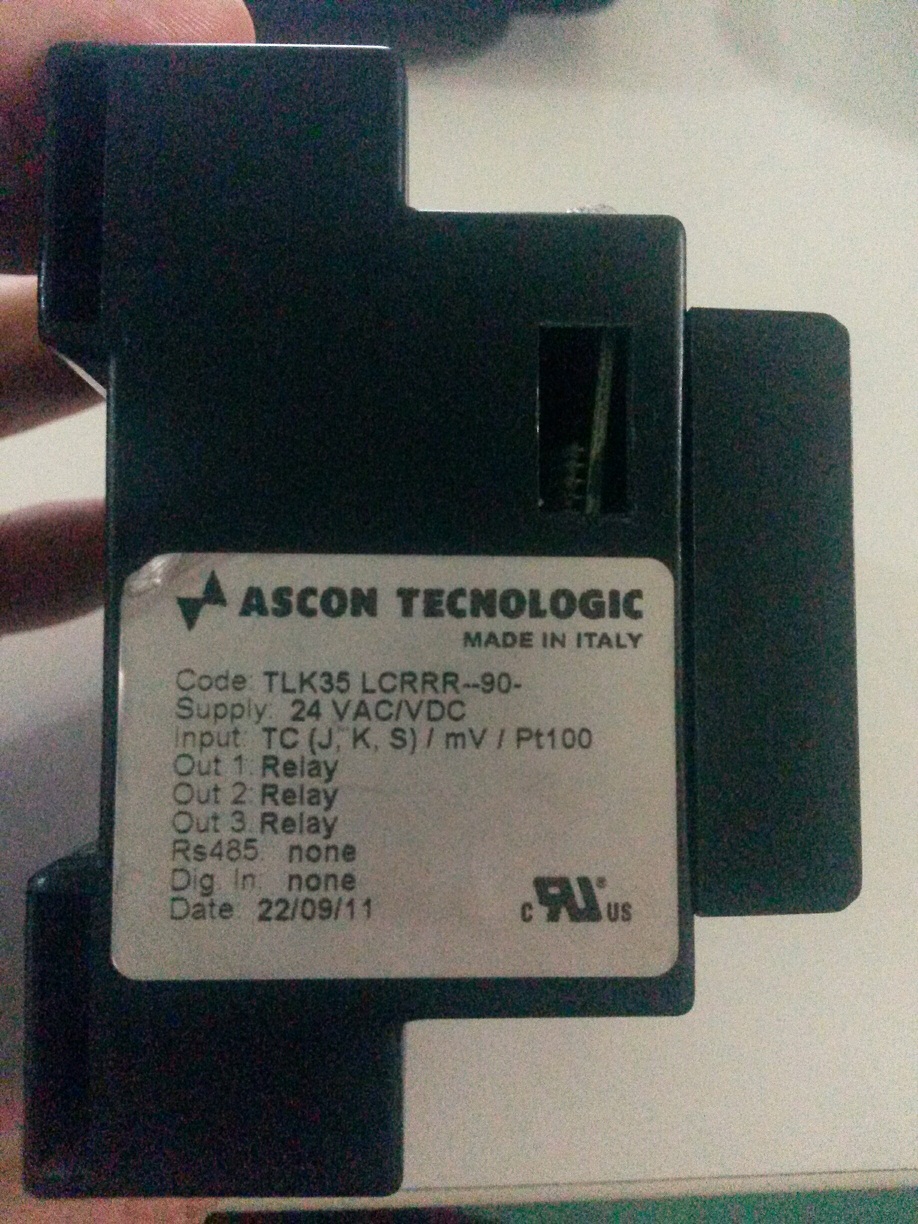 ASCON TECNOLOGIC
MADE IN ITALY
Code: TLK35 LCRRR--90-
Supply: 24 VAC/VDC
Input: TC (J, K, S) / mV / Pt100
Out 1: Relay
Out 2: Relay
Out 3: Relay
Rs485: none
Dig. In: none
Date: 22/09/11
C RU® US